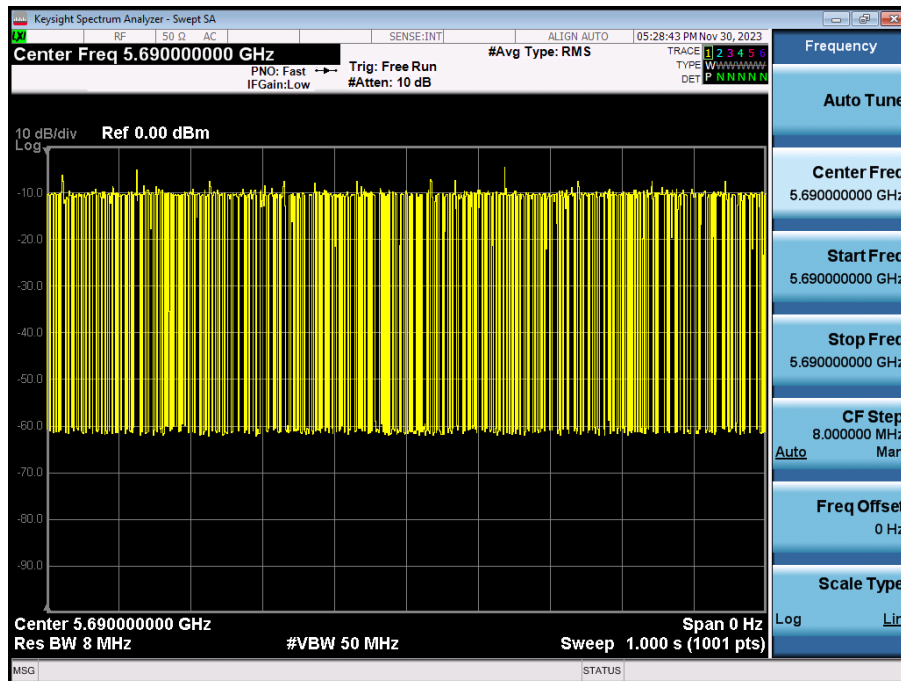 Keysight Spectrum Analyzer - Swept SA
LXI RF 50 Ω AC SENSE:INT ALIGN AUTO 05:28:43 PM Nov 30, 2023
Center Freq 5.690000000 GHz
PNO: Fast
IFGain:Low
Trig: Free Run
#Atten: 10 dB
#Avg Type: RMS
TRACE 1 2 3 4 5 6
TYPE WWWWWW
DET P N N N N N
10 dB/div Ref 0.00 dBm
Log
-10.0
-20.0
-30.0
-40.0
-50.0
-60.0
-70.0
-80.0
-90.0
Center 5.690000000 GHz Span 0 Hz
Res BW 8 MHz #VBW 50 MHz Sweep 1.000 s (1001 pts)
MSG STATUS
Frequency
Auto Tune
Center Freq
5.690000000 GHz
Start Freq
5.690000000 GHz
Stop Freq
5.690000000 GHz
CF Step
8.000000 MHz
Auto Man
Freq Offset
0 Hz
Scale Type
Log Lin